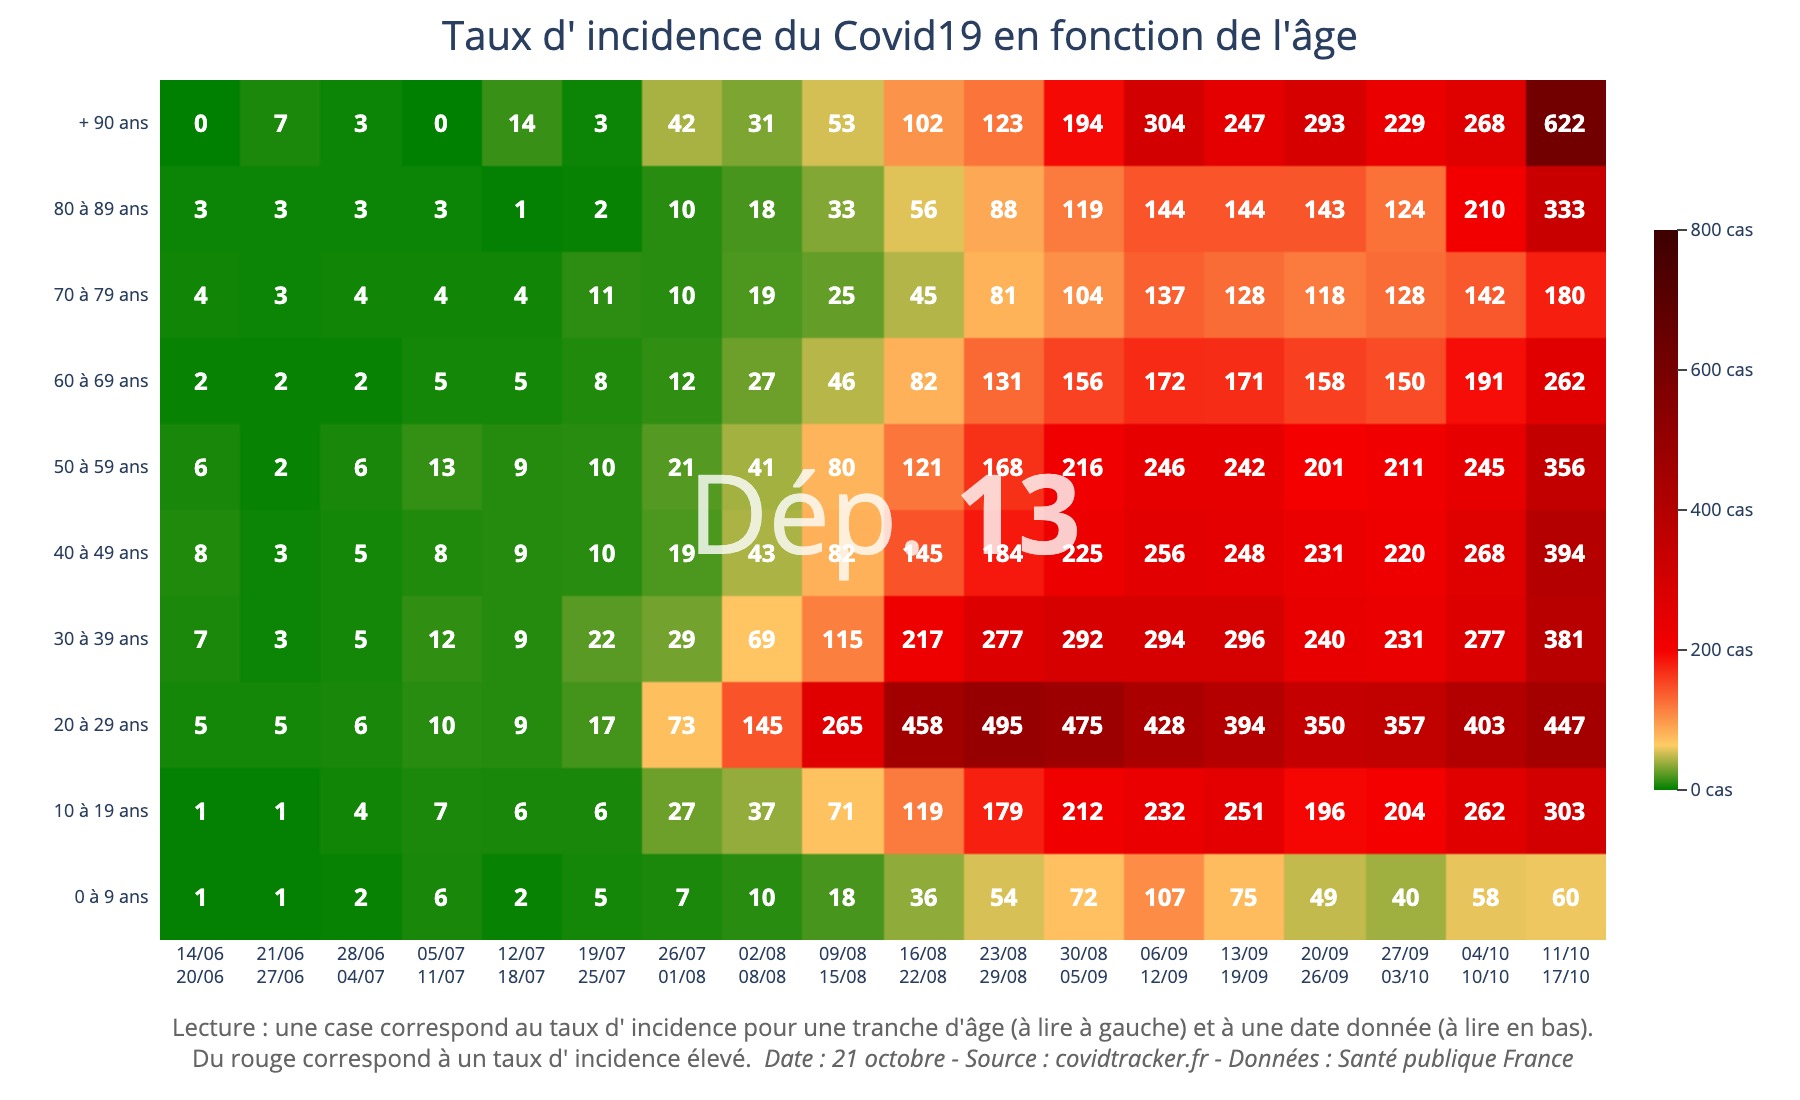 Taux d' incidence du Covid19 en fonction de l'âge
+ 90 ans 0 7 3 0 14 3 42 31 53 102 123 194 304 247 293 229 268 622
80 à 89 ans 3 3 3 3 1 2 10 18 33 56 88 119 144 144 143 124 210 333
70 à 79 ans 4 3 4 4 4 11 10 19 25 45 81 104 137 128 118 128 142 180
60 à 69 ans 2 2 2 5 5 8 12 27 46 82 131 156 172 171 158 150 191 262
50 à 59 ans 6 2 6 13 9 10 21 41 80 121 168 216 246 242 201 211 245 356
Dép. 13
40 à 49 ans 8 3 5 8 9 10 19 43 82 145 184 225 256 248 231 220 268 394
30 à 39 ans 7 3 5 12 9 22 29 69 115 217 277 292 294 296 240 231 277 381
20 à 29 ans 5 5 6 10 9 17 73 145 265 458 495 475 428 394 350 357 403 447
10 à 19 ans 1 1 4 7 6 6 27 37 71 119 179 212 232 251 196 204 262 303
0 à 9 ans 1 1 2 6 2 5 7 10 18 36 54 72 107 75 49 40 58 60
14/06 21/06 28/06 05/07 12/07 19/07 26/07 02/08 09/08 16/08 23/08 30/08 06/09 13/09 20/09 27/09 04/10 11/10
20/06 27/06 04/07 11/07 18/07 25/07 01/08 08/08 15/08 22/08 29/08 05/09 12/09 19/09 26/09 03/10 10/10 17/10
800 cas
600 cas
400 cas
200 cas
0 cas
Lecture : une case correspond au taux d' incidence pour une tranche d'âge (à lire à gauche) et à une date donnée (à lire en bas).
Du rouge correspond à un taux d' incidence élevé. Date : 21 octobre - Source : covidtracker.fr - Données : Santé publique France